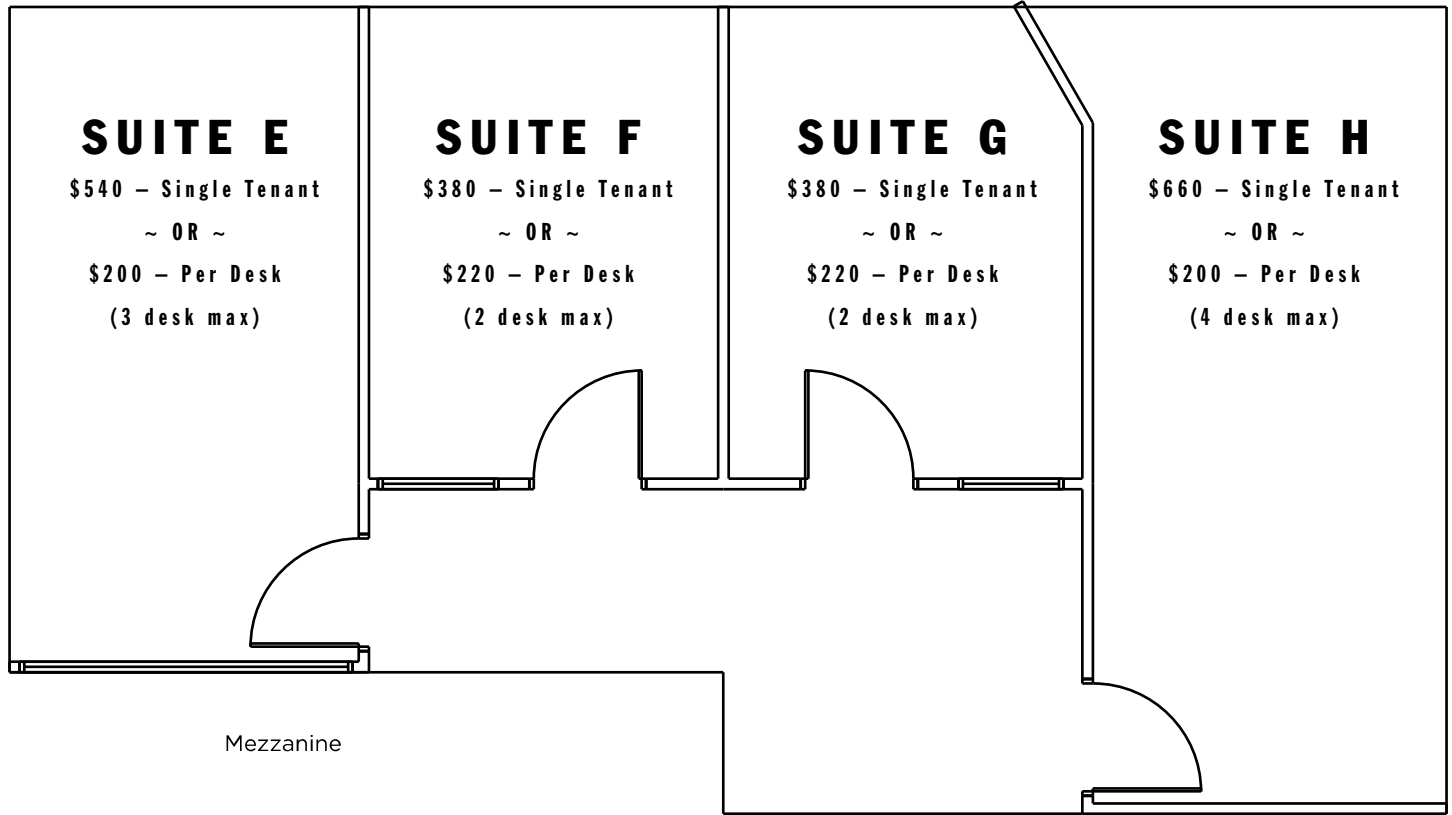 SUITE E
$540 – Single Tenant
~ OR ~
$200 – Per Desk
(3 desk max)
SUITE F
$380 – Single Tenant
~ OR ~
$220 – Per Desk
(2 desk max)
SUITE G
$380 – Single Tenant
~ OR ~
$220 – Per Desk
(2 desk max)
SUITE H
$660 – Single Tenant
~ OR ~
$200 – Per Desk
(4 desk max)
Mezzanine